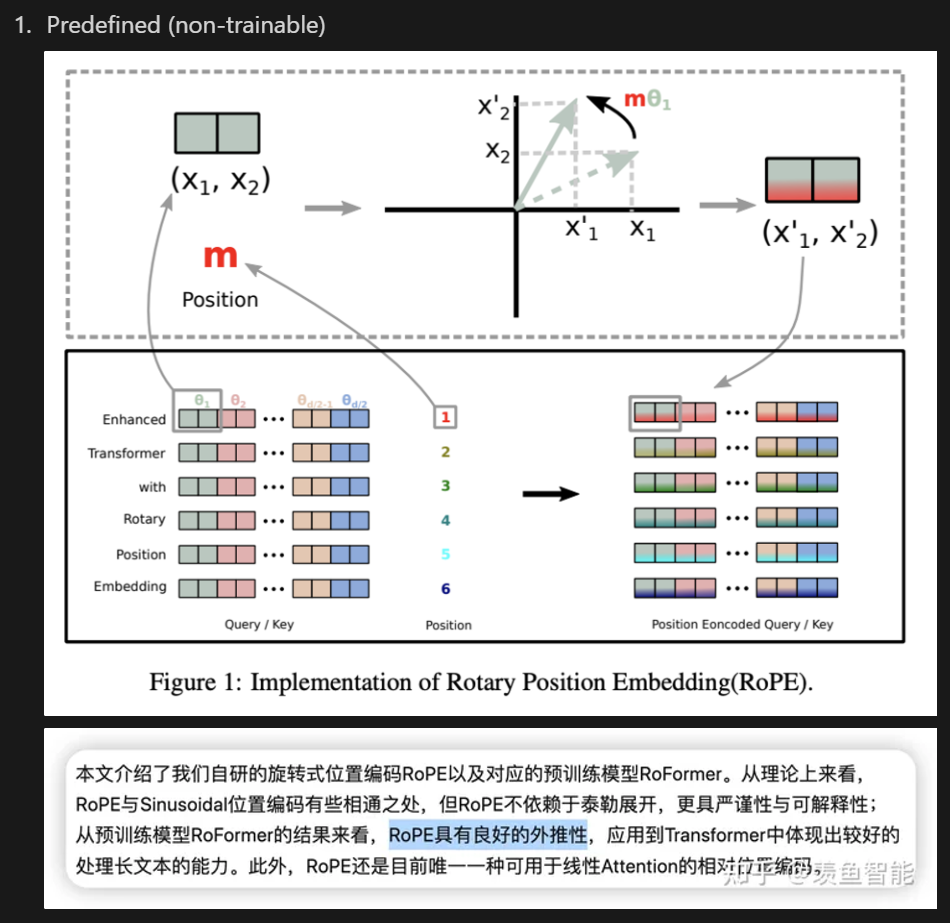 1. Predefined (non-trainable)
x'₂
mθ₁
x₂
(x₁, x₂)
x'₁
x₁
(x'₁, x'₂)
m
Position
θ₁
θ₂
θd/2-1
θd/2
Enhanced
...
1
...
Transformer
...
2
...
with
...
3
...
Rotary
...
4
...
Position
...
5
...
Embedding
...
6
...
Query / Key
Position
Position Eoncoded Query / Key
Figure 1: Implementation of Rotary Position Embedding(RoPE).
本文介绍了我们自研的旋转式位置编码RoPE以及对应的预训练模型RoFormer。从理论上来看，
RoPE与Sinusoidal位置编码有些相通之处，但RoPE不依赖于泰勒展开，更具严谨性与可解释性；
从预训练模型RoFormer的结果来看，RoPE具有良好的外推性，应用到Transformer中体现出较好的
处理长文本的能力。此外，RoPE还是目前唯一一种可用于线性Attention的相对位置编码。
知乎 @羡鱼智能